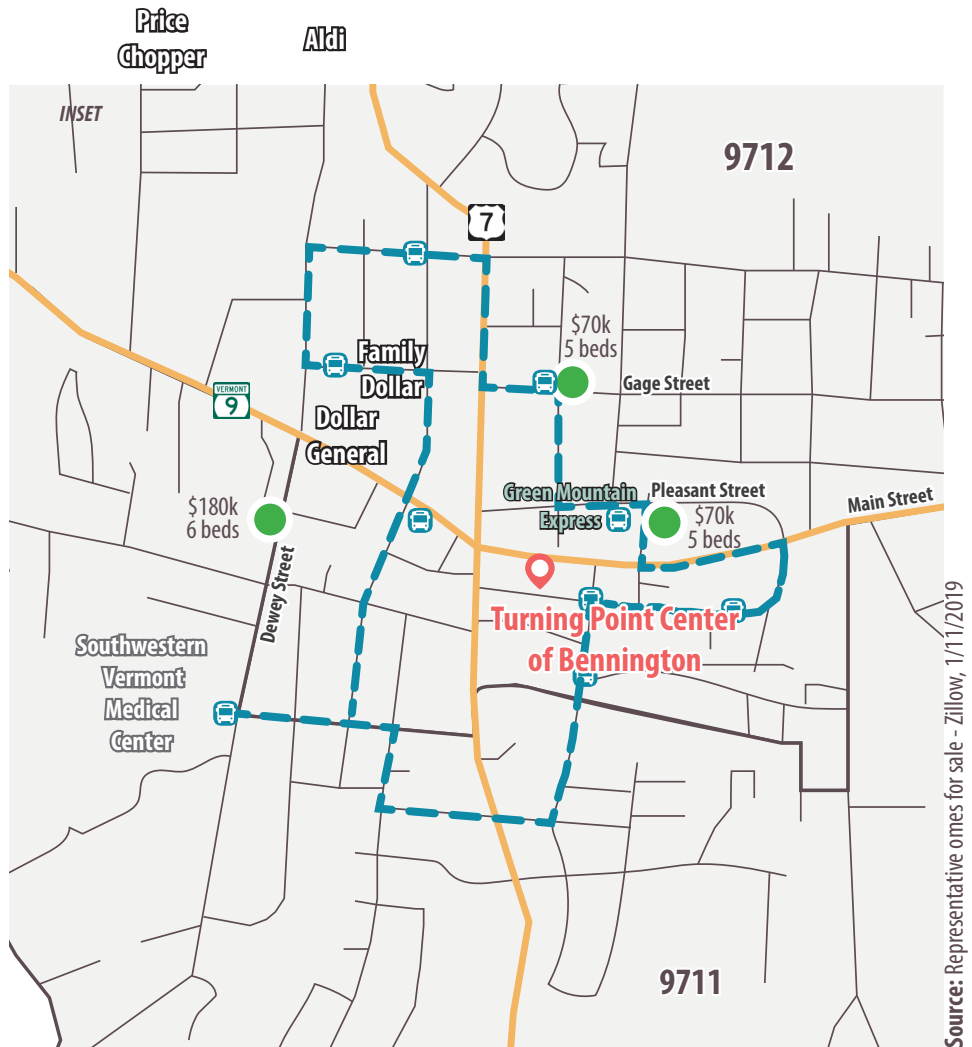 Price
Chopper
Aldi
INSET
9712
7
$70k
5 beds
Family
Dollar
Gage Street
VERMONT
9
Dollar
General
Green Mountain
Express
Pleasant Street
$180k
6 beds
$70k
5 beds
Main Street
Dewey Street
Turning Point Center
of Bennington
Southwestern
Vermont
Medical
Center
9711
Source: Representative omes for sale - Zillow, 1/11/2019